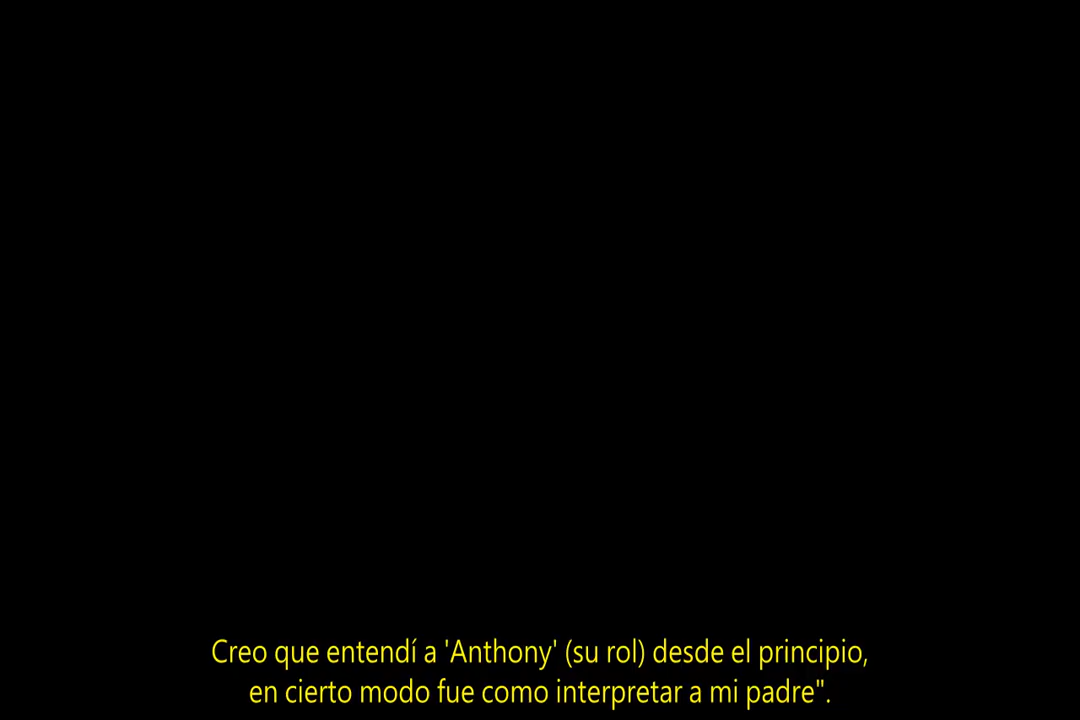 Creo que entendí a 'Anthony' (su rol) desde el principio,
en cierto modo fue como interpretar a mi padre".